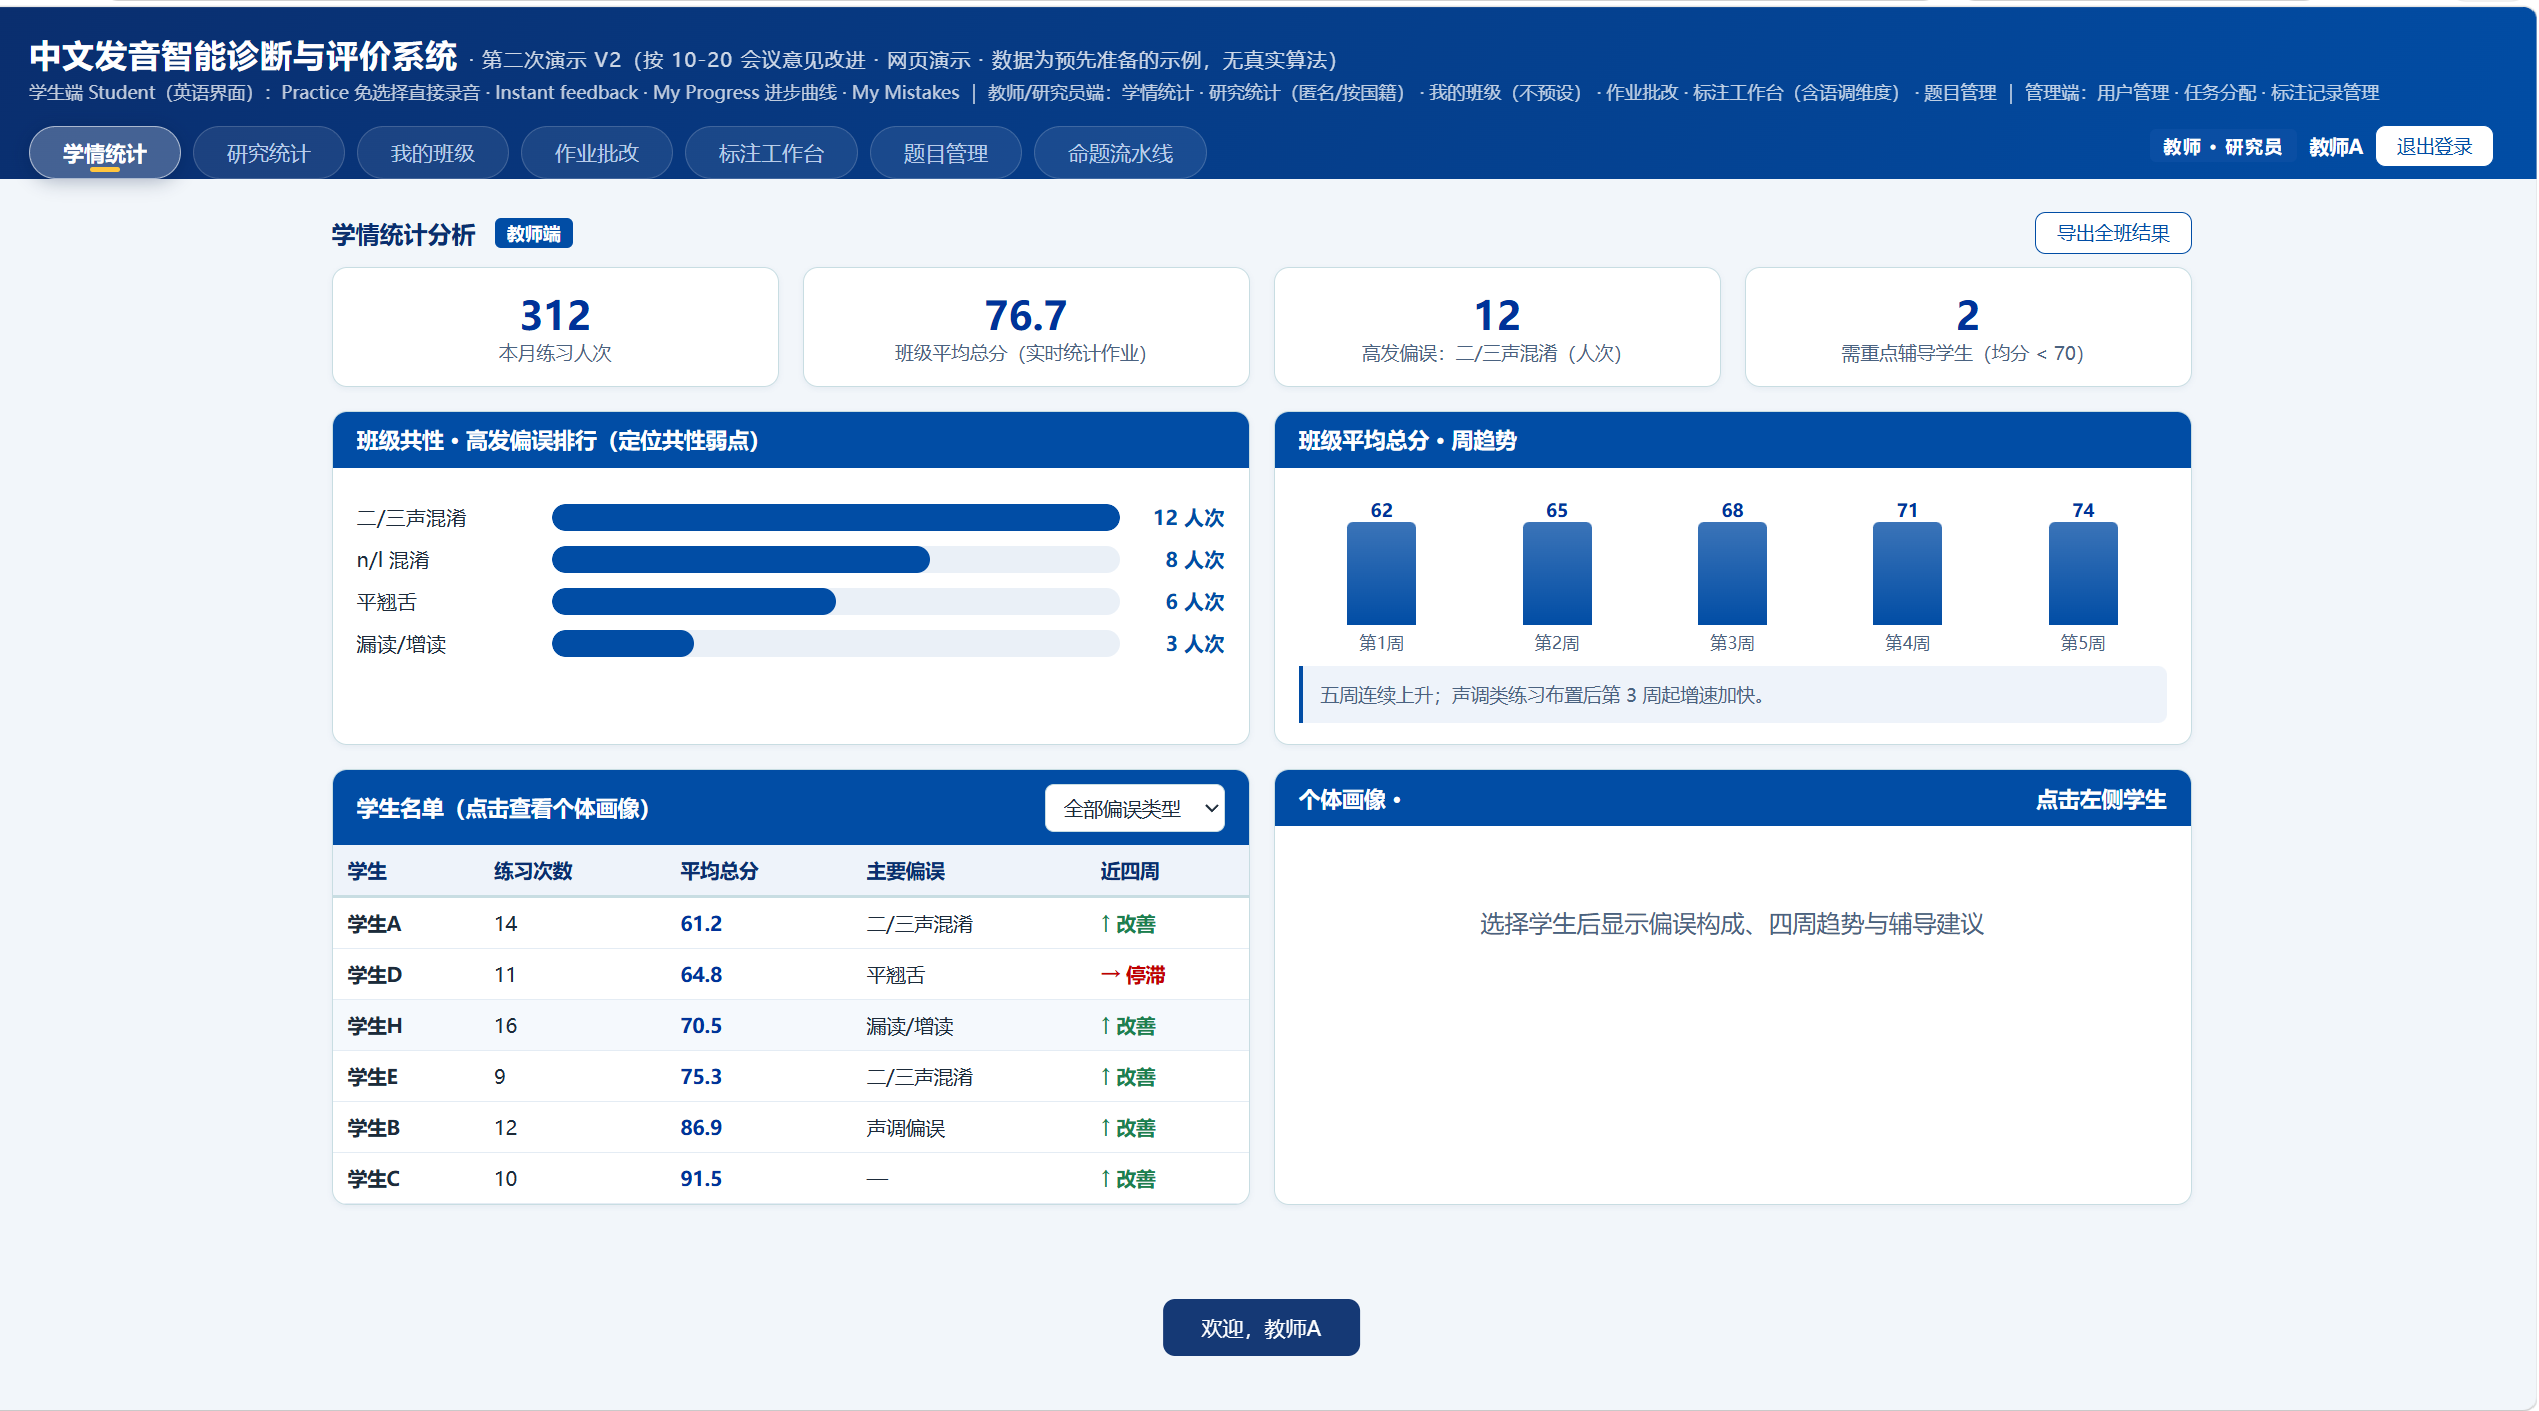 中文发音智能诊断与评价系统 · 第二次演示 V2（按 10-20 会议意见改进 · 网页演示 · 数据为预先准备的示例，无真实算法）
学生端 Student（英语界面）：Practice 免选择直接录音 · Instant feedback · My Progress 进步曲线 · My Mistakes ｜ 教师/研究员端：学情统计 · 研究统计（匿名/按国籍） · 我的班级（不预设） · 作业批改 · 标注工作台（含语调维度） · 题目管理 ｜ 管理端：用户管理 · 任务分配 · 标注记录管理
学情统计 研究统计 我的班级 作业批改 标注工作台 题目管理 命题流水线 教师 · 研究员 教师A 退出登录
学情统计分析 教师端 导出全班结果
312 76.7 12 2
本月练习人次 班级平均总分（实时统计作业） 高发偏误：二/三声混淆（人次） 需重点辅导学生（均分 < 70）
班级共性 · 高发偏误排行（定位共性弱点）
二/三声混淆 12 人次
n/l 混淆 8 人次
平翘舌 6 人次
漏读/增读 3 人次
班级平均总分 · 周趋势
62 65 68 71 74
第1周 第2周 第3周 第4周 第5周
五周连续上升；声调类练习布置后第 3 周起增速加快。
学生名单（点击查看个体画像） 全部偏误类型
学生 练习次数 平均总分 主要偏误 近四周
学生A 14 61.2 二/三声混淆 ↑ 改善
学生D 11 64.8 平翘舌 → 停滞
学生H 16 70.5 漏读/增读 ↑ 改善
学生E 9 75.3 二/三声混淆 ↑ 改善
学生B 12 86.9 声调偏误 ↑ 改善
学生C 10 91.5 — ↑ 改善
个体画像 · 点击左侧学生
选择学生后显示偏误构成、四周趋势与辅导建议
欢迎，教师A